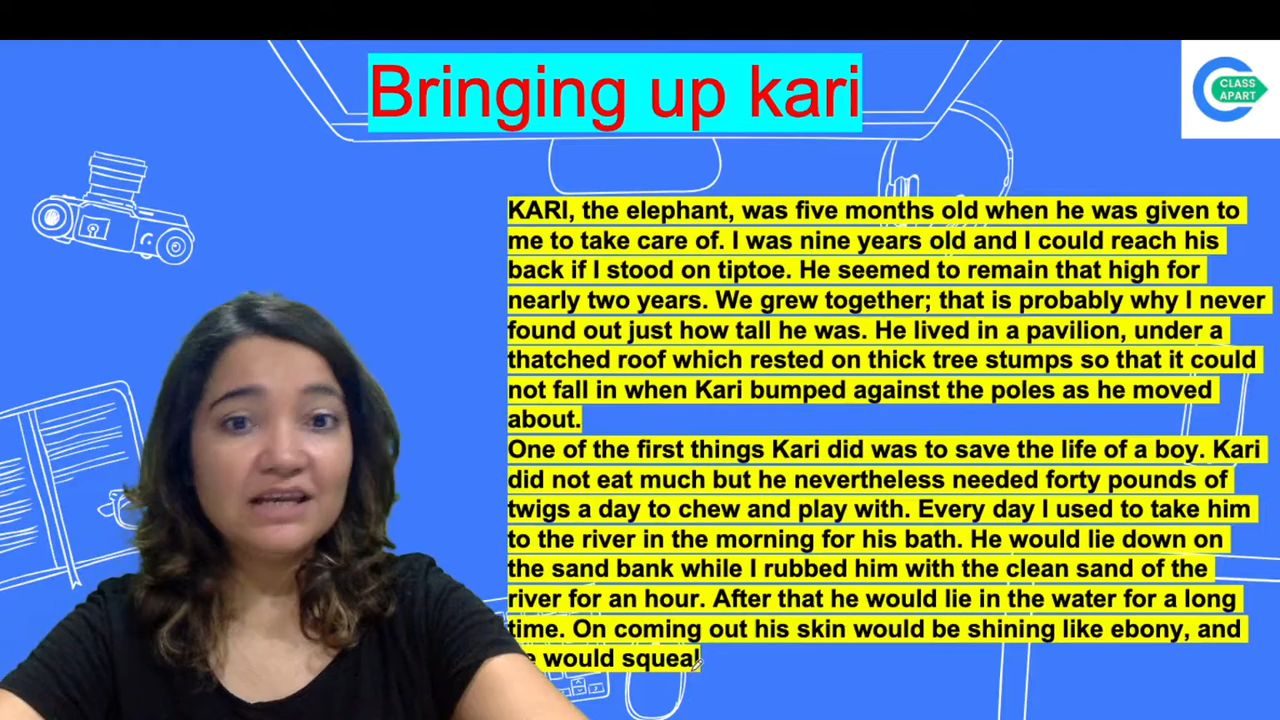 Bringing up kari
CLASS
APART
KARI, the elephant, was five months old when he was given to
me to take care of. I was nine years old and I could reach his
back if I stood on tiptoe. He seemed to remain that high for
nearly two years. We grew together; that is probably why I never
found out just how tall he was. He lived in a pavilion, under a
thatched roof which rested on thick tree stumps so that it could
not fall in when Kari bumped against the poles as he moved
about.
One of the first things Kari did was to save the life of a boy. Kari
did not eat much but he nevertheless needed forty pounds of
twigs a day to chew and play with. Every day I used to take him
to the river in the morning for his bath. He would lie down on
the sand bank while I rubbed him with the clean sand of the
river for an hour. After that he would lie in the water for a long
time. On coming out his skin would be shining like ebony, and
would squeal